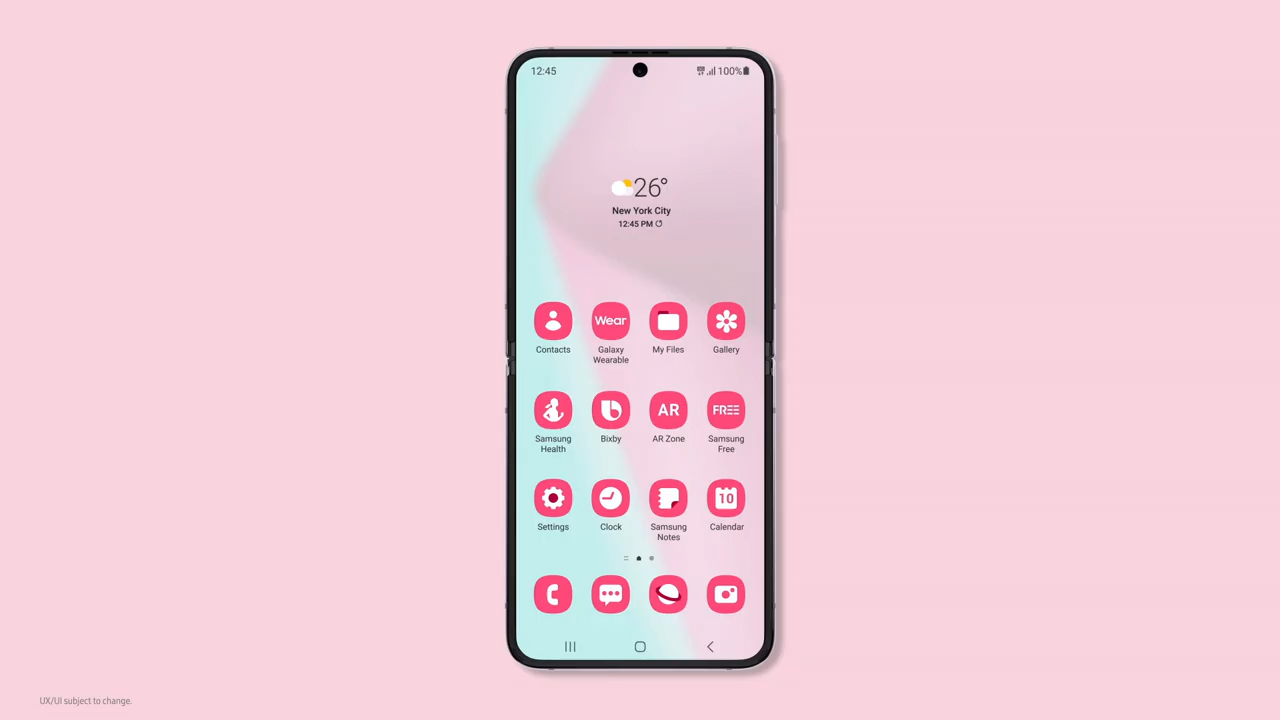 12:45
100%
26°
New York City
12:45 PM
Wear
Contacts
Galaxy
Wearable
My Files
Gallery
AR
FREE
Samsung
Health
Bixby
AR Zone
Samsung
Free
10
Settings
Clock
Samsung
Notes
Calendar
UX/UI subject to change.